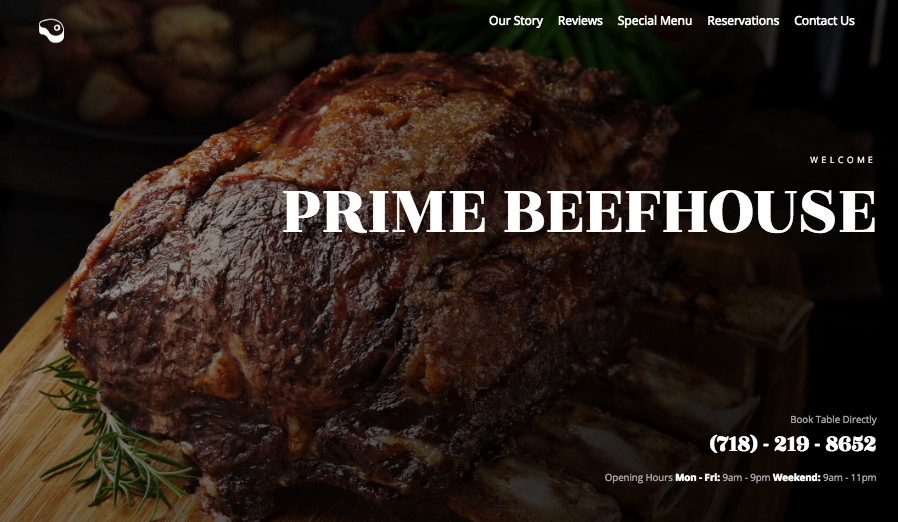 Our Story Reviews Special Menu Reservations Contact Us
WELCOME
PRIME BEEFHOUSE
Book Table Directly
(718) - 219 - 8652
Opening Hours Mon - Fri: 9am - 9pm Weekend: 9am - 11pm